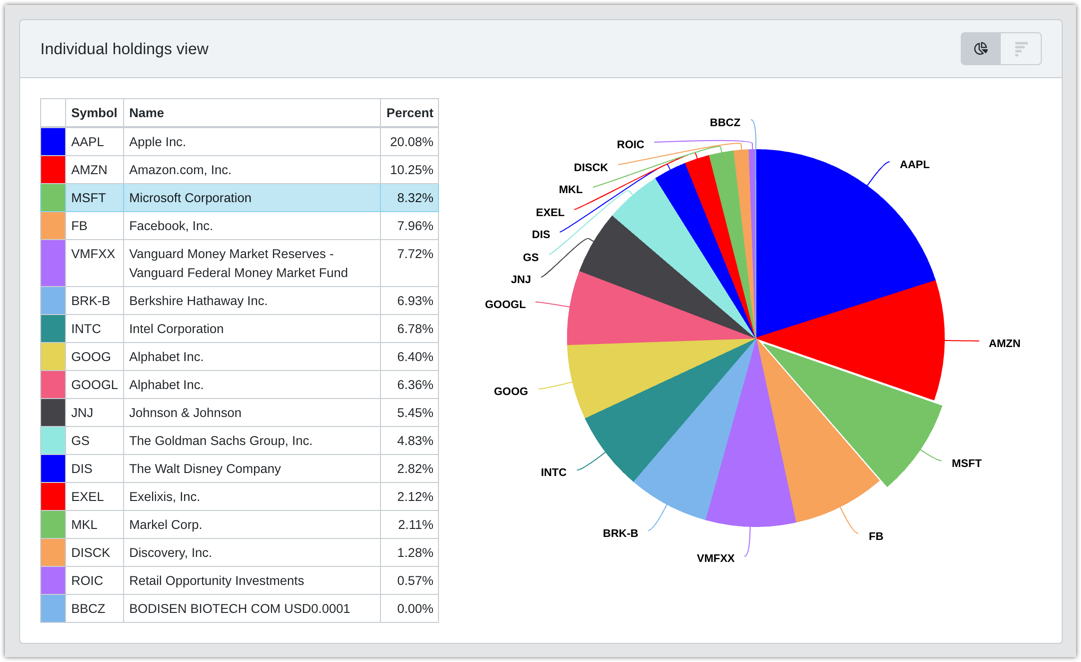 Individual holdings view
Symbol Name Percent
AAPL Apple Inc. 20.08%
AMZN Amazon.com, Inc. 10.25%
MSFT Microsoft Corporation 8.32%
FB Facebook, Inc. 7.96%
VMFXX Vanguard Money Market Reserves - 7.72%
Vanguard Federal Money Market Fund
BRK-B Berkshire Hathaway Inc. 6.93%
INTC Intel Corporation 6.78%
GOOG Alphabet Inc. 6.40%
GOOGL Alphabet Inc. 6.36%
JNJ Johnson & Johnson 5.45%
GS The Goldman Sachs Group, Inc. 4.83%
DIS The Walt Disney Company 2.82%
EXEL Exelixis, Inc. 2.12%
MKL Markel Corp. 2.11%
DISCK Discovery, Inc. 1.28%
ROIC Retail Opportunity Investments 0.57%
BBCZ BODISEN BIOTECH COM USD0.0001 0.00%
BBCZ
ROIC
AAPL
DISCK
MKL
EXEL
DIS
GS
JNJ
GOOGL
AMZN
GOOG
MSFT
INTC
BRK-B
FB
VMFXX